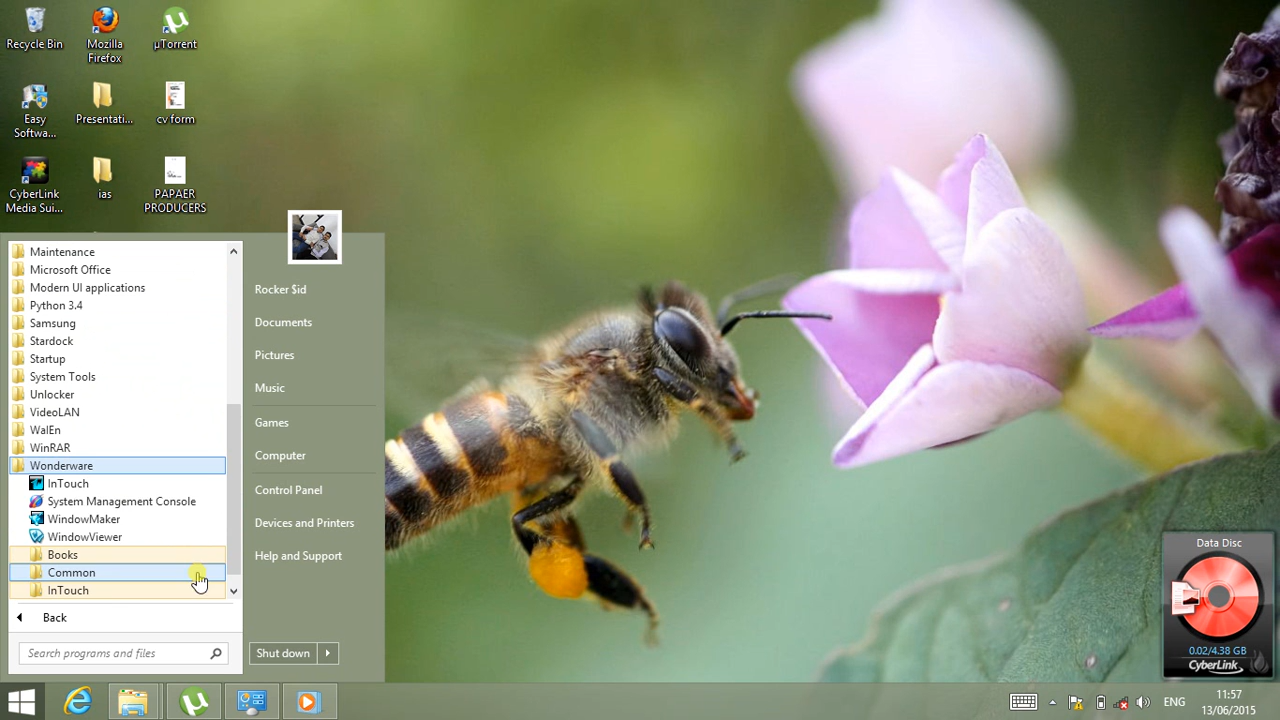 Recycle Bin
Mozilla
Firefox
µTorrent
Easy
Softwa...
Presentati...
cv form
CyberLink
Media Sui...
ias
PAPAER
PRODUCERS
Maintenance
Microsoft Office
Modern UI applications
Python 3.4
Samsung
Stardock
Startup
System Tools
Unlocker
VideoLAN
WalEn
WinRAR
Wonderware
InTouch
System Management Console
WindowMaker
WindowViewer
Books
Common
InTouch
Back
Search programs and files
Rocker $id
Documents
Pictures
Music
Games
Computer
Control Panel
Devices and Printers
Help and Support
Shut down
Data Disc
0.02/4.38 GB
CyberLink
ENG
11:57
13/06/2015